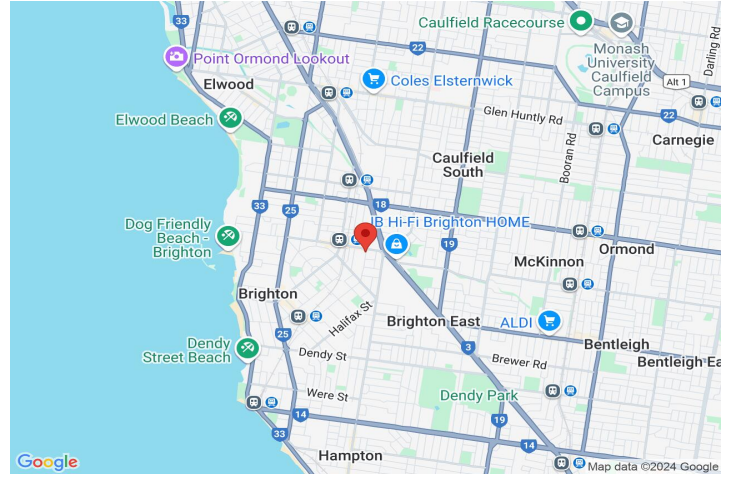 33
Caulfield Racecourse
22
Monash
University
Caulfield
Campus
Darling Rd
Point Ormond Lookout
Elwood
Coles Elsternwick
Alt 1
Glen Huntly Rd
22
Elwood Beach
Carnegie
Booran Rd
Caulfield
South
18
33
25
Dog Friendly
Beach -
Brighton
JB Hi-Fi Brighton HOME
19
Ormond
McKinnon
Brighton
Halifax St
Brighton East
ALDI
25
Dendy
Street Beach
Dendy St
3
Brewer Rd
Bentleigh
Bentleigh Ea
Were St
Dendy Park
14
19
33
14
Hampton
Google
Map data ©2024 Google